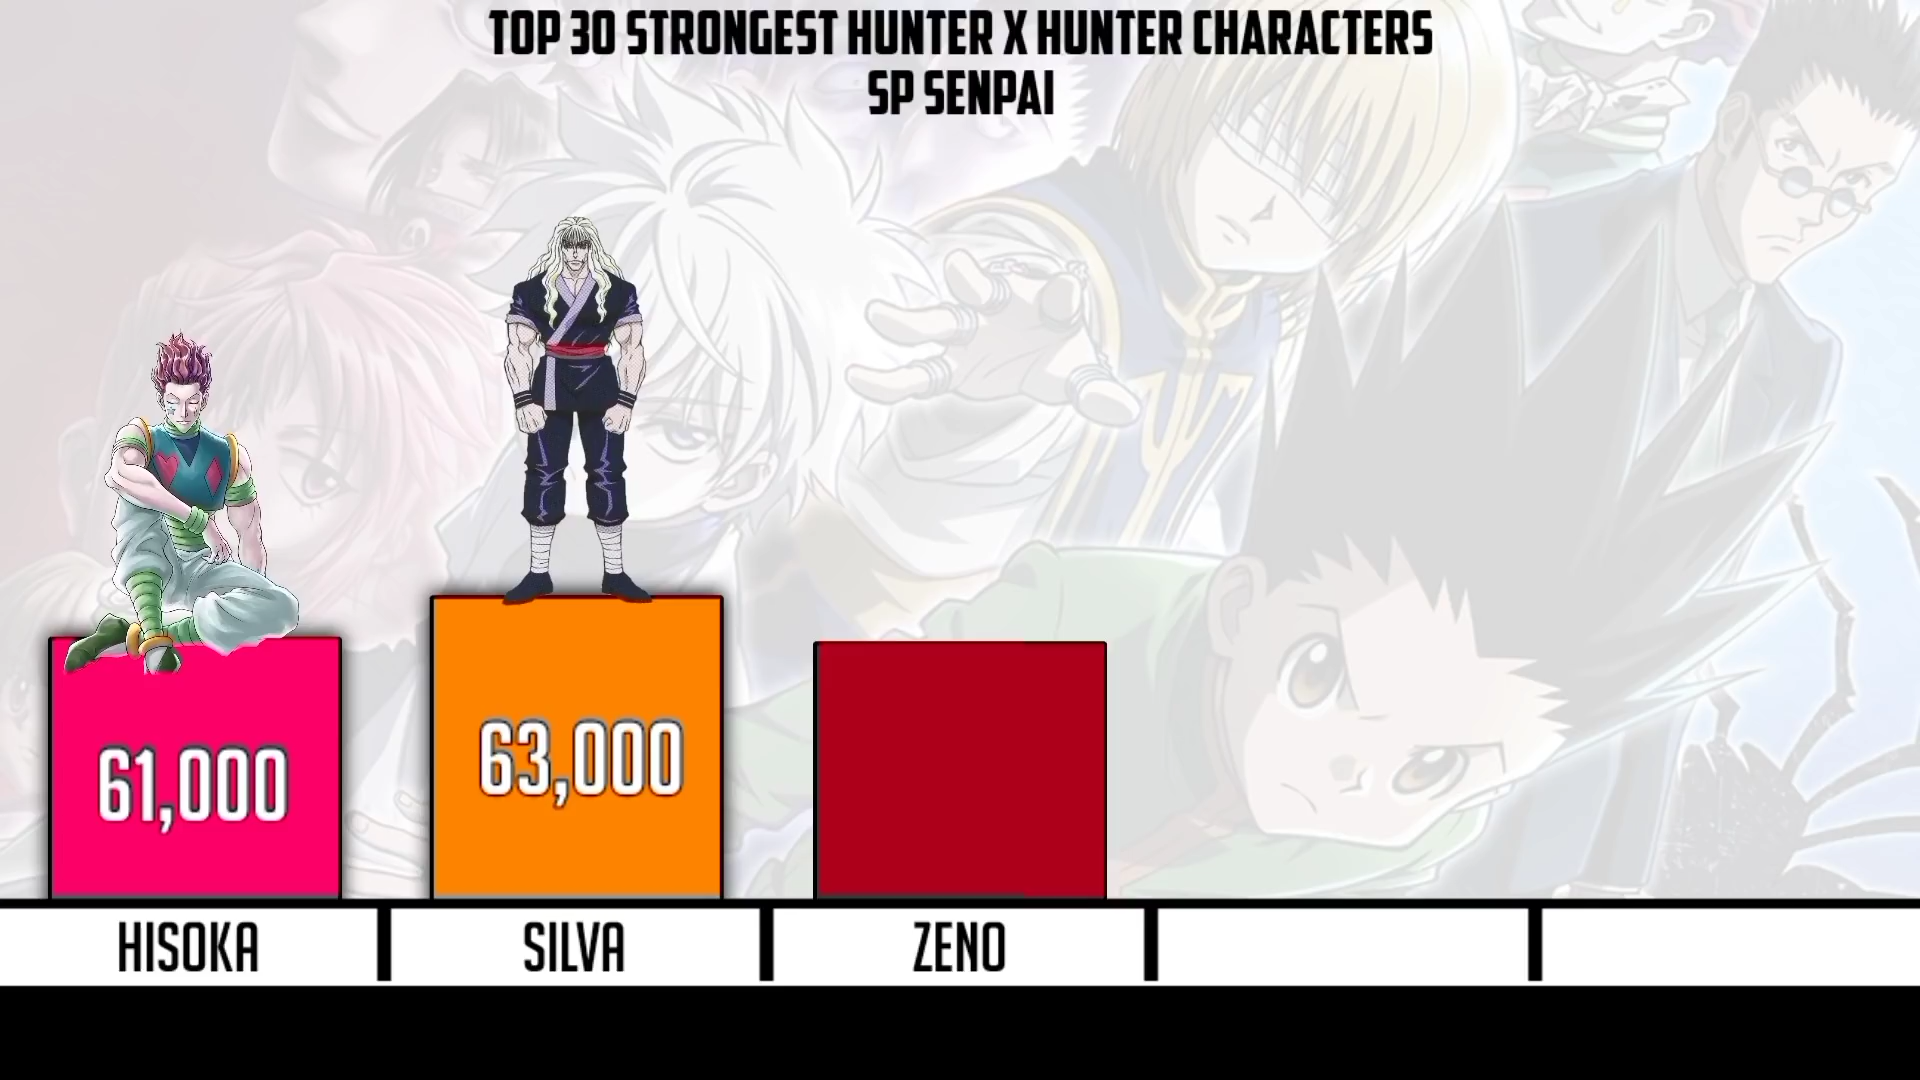 TOP 30 STRONGEST HUNTER X HUNTER CHARACTERS
SP SENPAI
61,000
63,000
HISOKA
SILVA
ZENO